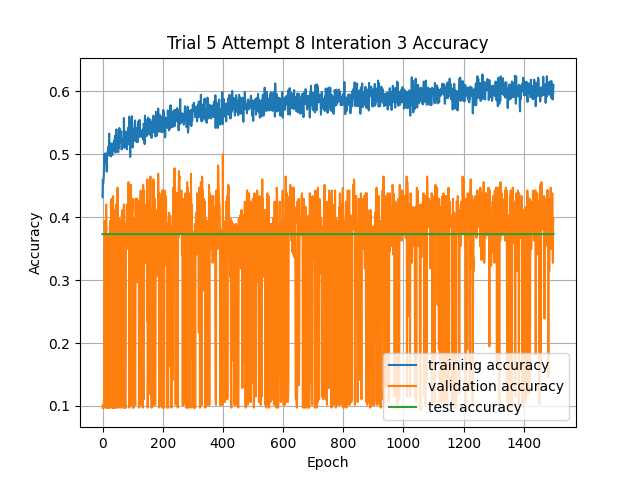 Trial 5 Attempt 8 Interation 3 Accuracy
Accuracy
0.6
0.5
0.4
0.3
0.2
0.1
training accuracy
validation accuracy
test accuracy
0 200 400 600 800 1000 1200 1400
Epoch